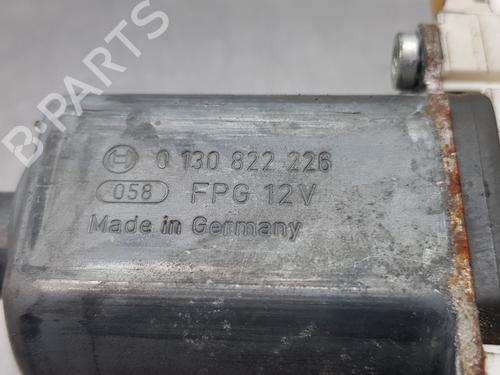 0 130 822 226
058 FPG 12V
Made in Germany
B-PARTS